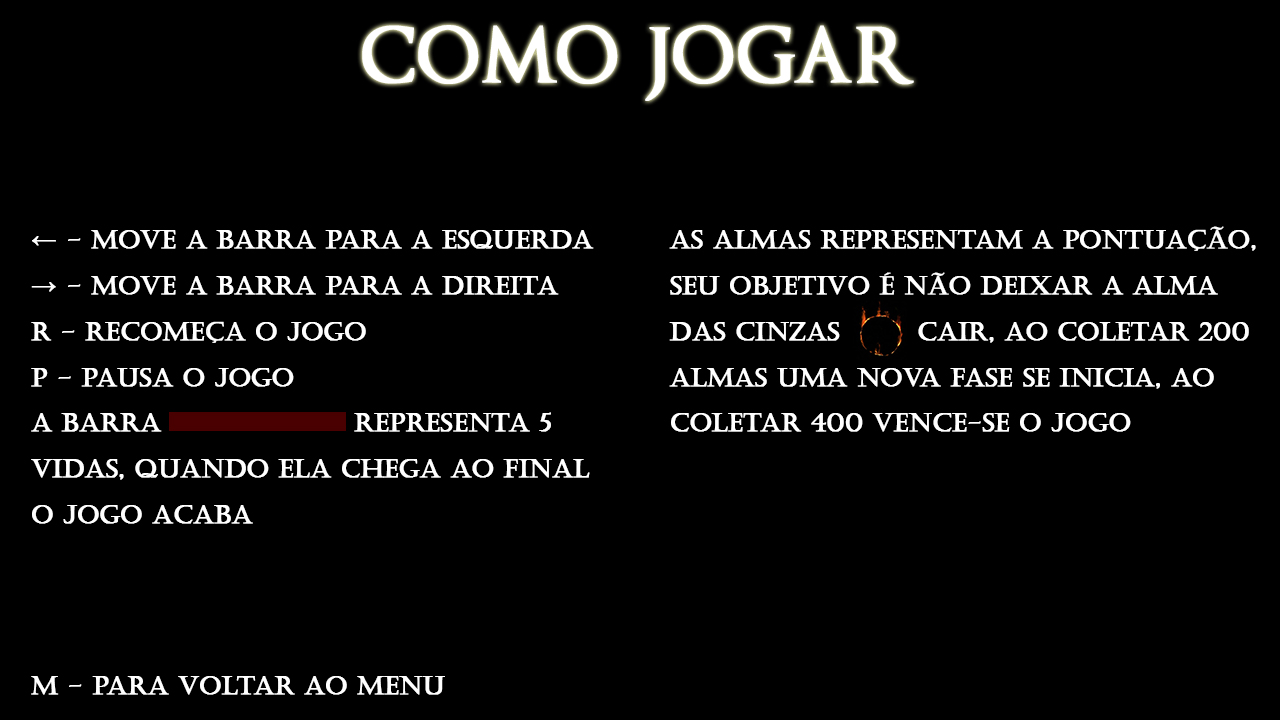 COMO JOGAR
← - MOVE A BARRA PARA A ESQUERDA
→ - MOVE A BARRA PARA A DIREITA
R - RECOMEÇA O JOGO
P - PAUSA O JOGO
A BARRA REPRESENTA 5
VIDAS, QUANDO ELA CHEGA AO FINAL
O JOGO ACABA
AS ALMAS REPRESENTAM A PONTUAÇÃO,
SEU OBJETIVO É NÃO DEIXAR A ALMA
DAS CINZAS CAIR, AO COLETAR 200
ALMAS UMA NOVA FASE SE INICIA, AO
COLETAR 400 VENCE-SE O JOGO
M - PARA VOLTAR AO MENU